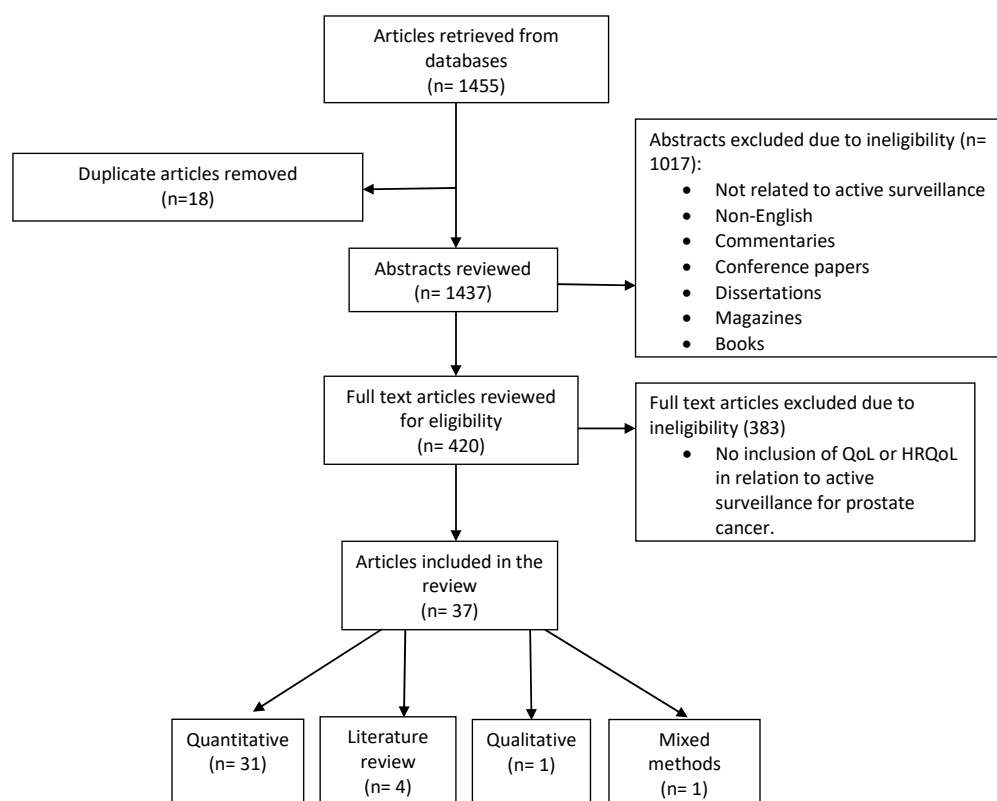 Articles retrieved from
databases
(n= 1455)
Duplicate articles removed
(n=18)
Abstracts excluded due to ineligibility (n=
1017):
• Not related to active surveillance
• Non-English
• Commentaries
• Conference papers
• Dissertations
• Magazines
• Books
Abstracts reviewed
(n= 1437)
Full text articles reviewed
for eligibility
(n= 420)
Full text articles excluded due to
ineligibility (383)
• No inclusion of QoL or HRQoL
in relation to active
surveillance for prostate
cancer.
Articles included in the
review
(n= 37)
Quantitative
(n= 31)
Literature
review
(n= 4)
Qualitative
(n= 1)
Mixed
methods
(n= 1)